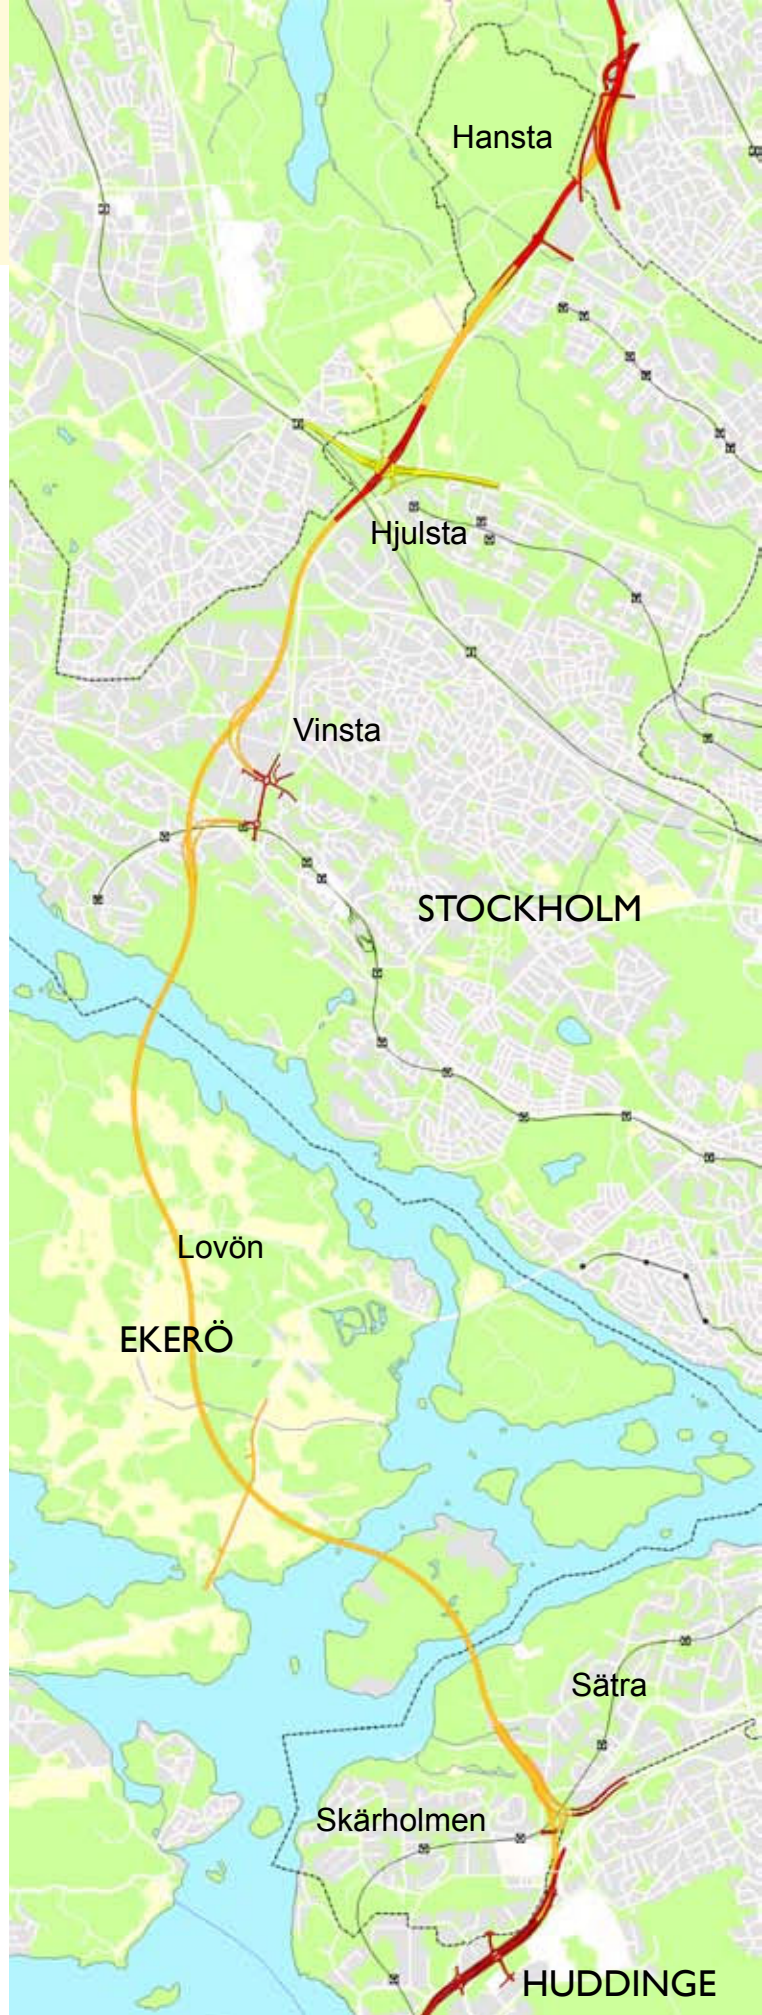 Hansta
Hjulsta
Vinsta
STOCKHOLM
Lovön
EKERÖ
Sätra
Skärholmen
HUDDINGE